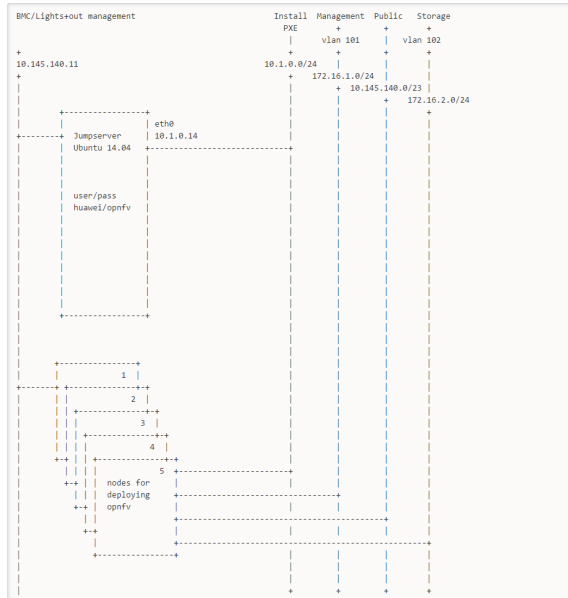 BMC/Lights+out management Install Management Public Storage
PXE + + +
vlan 101 vlan 102
10.145.140.11 10.1.0.0/24
172.16.1.0/24
10.145.140.0/23
172.16.2.0/24
eth0
Jumpserver 10.1.0.14
Ubuntu 14.04
user/pass
huawei/opnfv
1
2
3
4
5
nodes for
deploying
opnfv